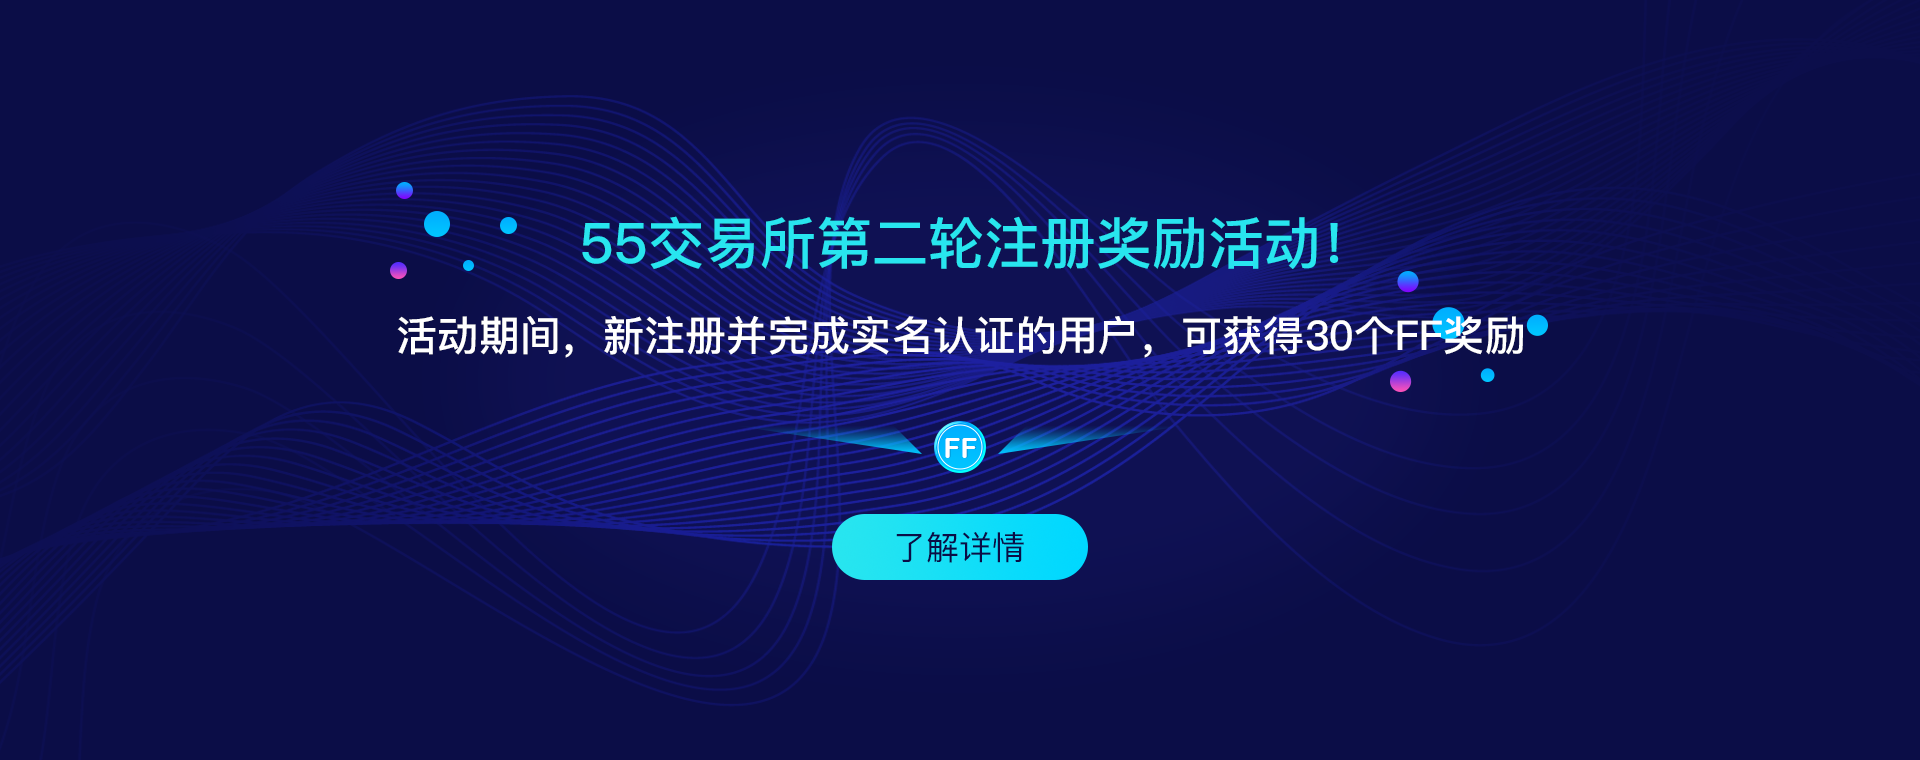 55交易所第二轮注册奖励活动！
活动期间，新注册并完成实名认证的用户，可获得30个FF奖励
FF
了解详情